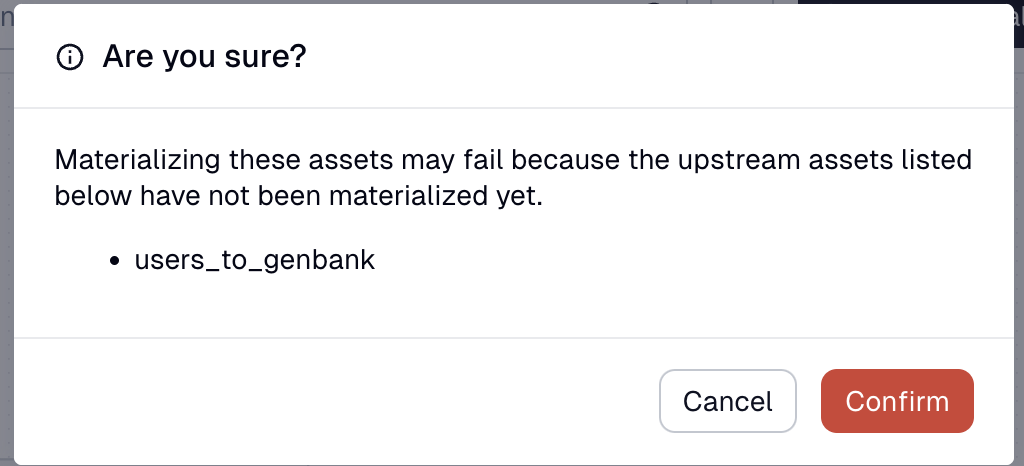 Are you sure?
Materializing these assets may fail because the upstream assets listed
below have not been materialized yet.
• users_to_genbank
Cancel
Confirm